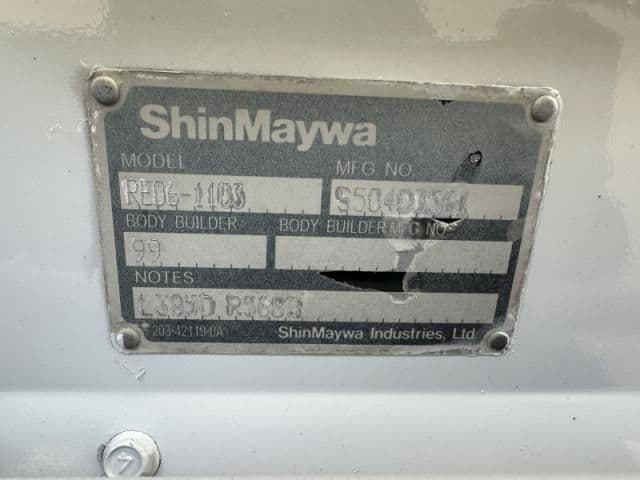 ShinMaywa
MODEL MFG NO.
RE06-1103
BODY BUILDER BODY BUILDER MFG NO
99
NOTES
203-42119-0A ShinMaywa Industries, Ltd.
7